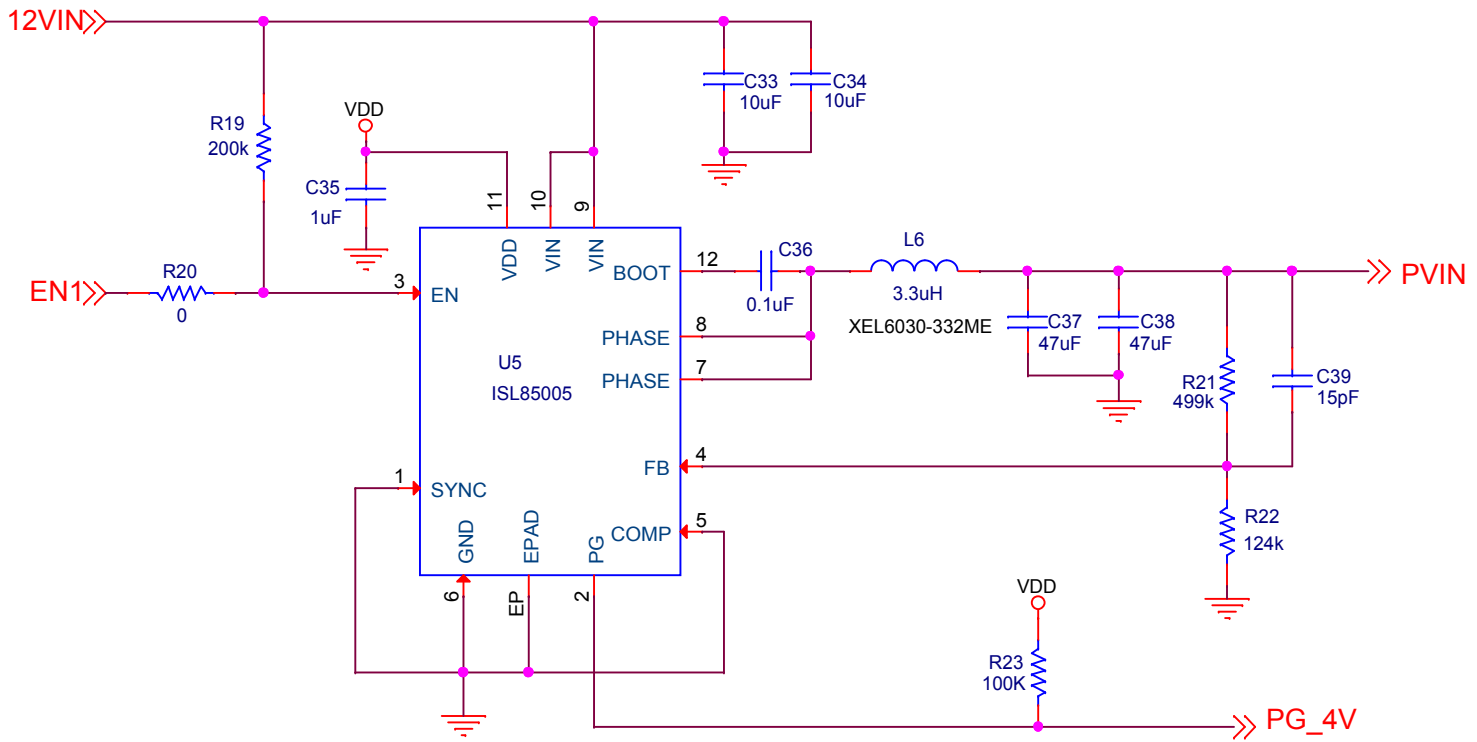 12VIN
C33
10uF
C34
10uF
R19
200k
VDD
C35
1uF
11
10
9
VDD
VIN
VIN
EN1
R20
0
3
EN
BOOT
12
C36
0.1uF
L6
3.3uH
XEL6030-332ME
PVIN
PHASE
8
PHASE
7
U5
ISL85005
C37
47uF
C38
47uF
R21
499k
C39
15pF
FB
4
1
SYNC
COMP
5
GND
EPAD
PG
6
EP
2
R22
124k
VDD
R23
100K
PG_4V